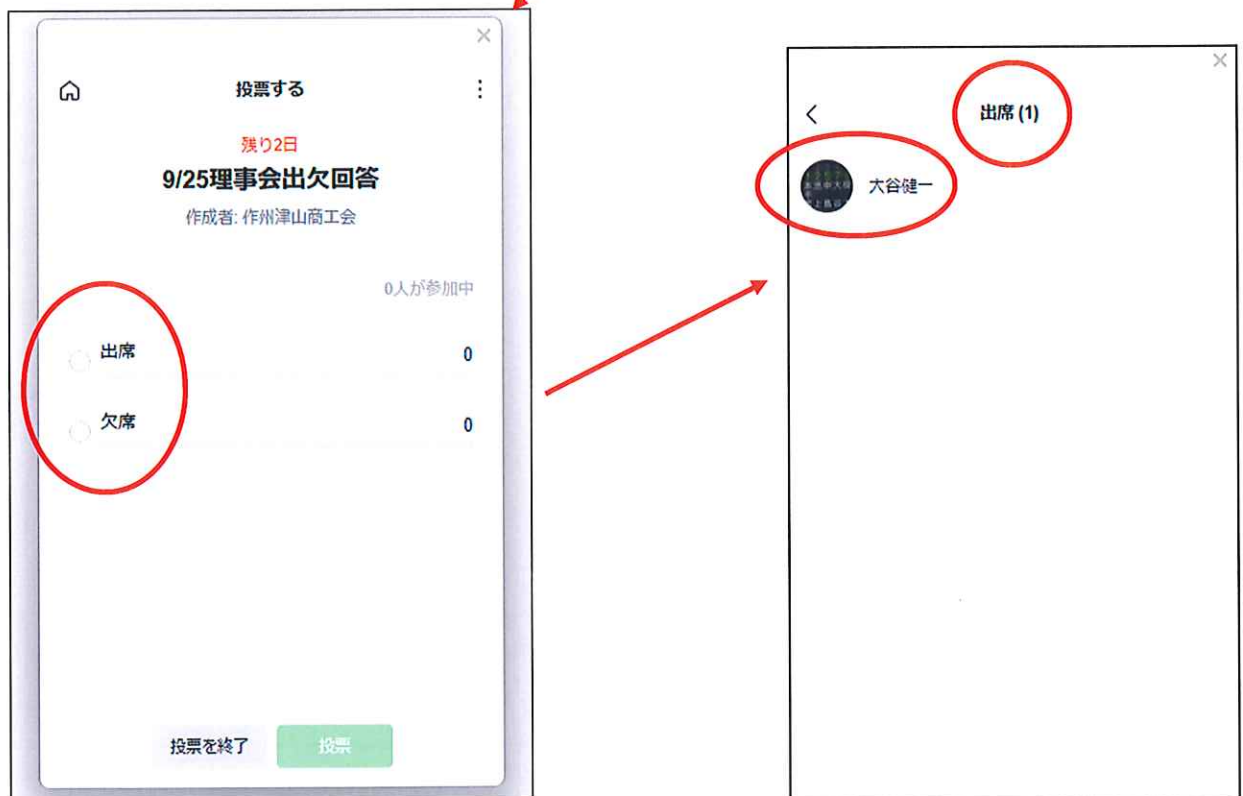 投票する
残り2日
9/25理事会出欠回答
作成者: 作州津山商工会
0人が参加中
出席
0
欠席
0
投票を終了
投票
出席 (1)
大谷健一